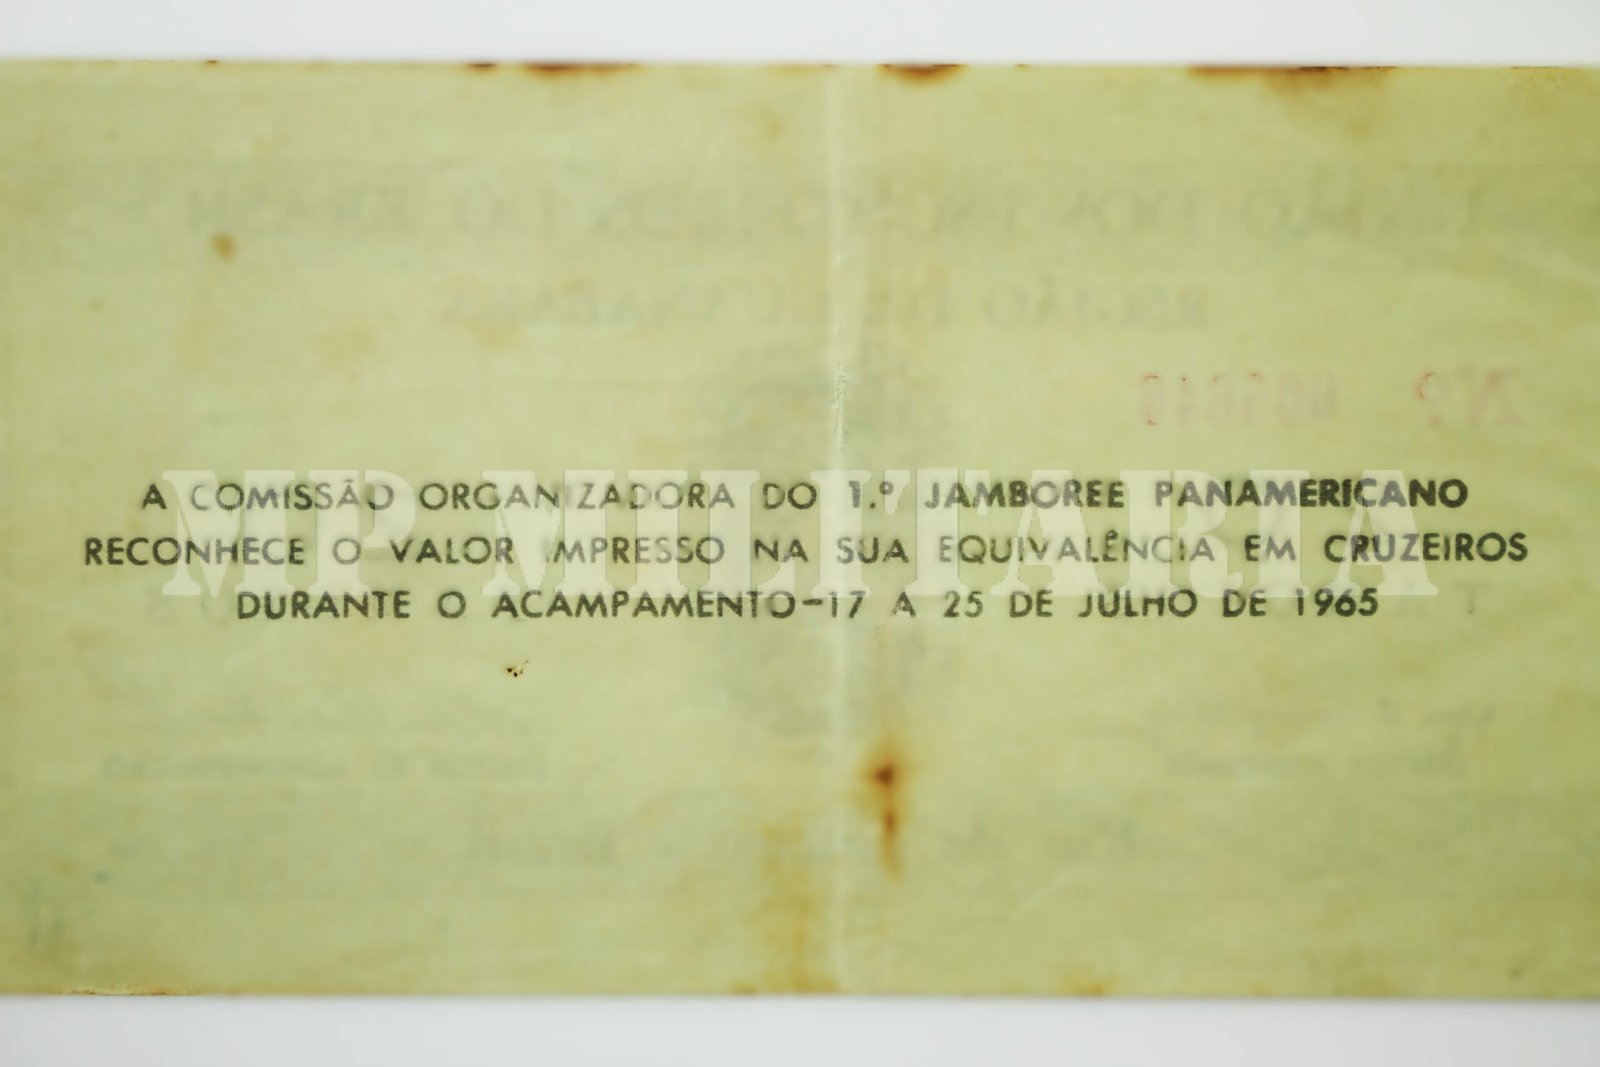 A COMISSÃO ORGANIZADORA DO 1.º JAMBOREE PANAMERICANO
RECONHECE O VALOR IMPRESSO NA SUA EQUIVALÊNCIA EM CRUZEIROS
DURANTE O ACAMPAMENTO-17 A 25 DE JULHO DE 1965
MP MILITARIA